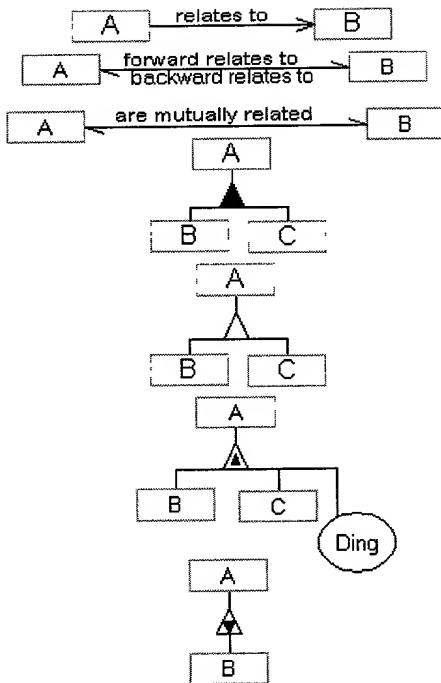 A relates to B
forward relates to
A B
backward relates to
are mutually related
A B
A
B C
A
B C
A
B C
Ding
A
B